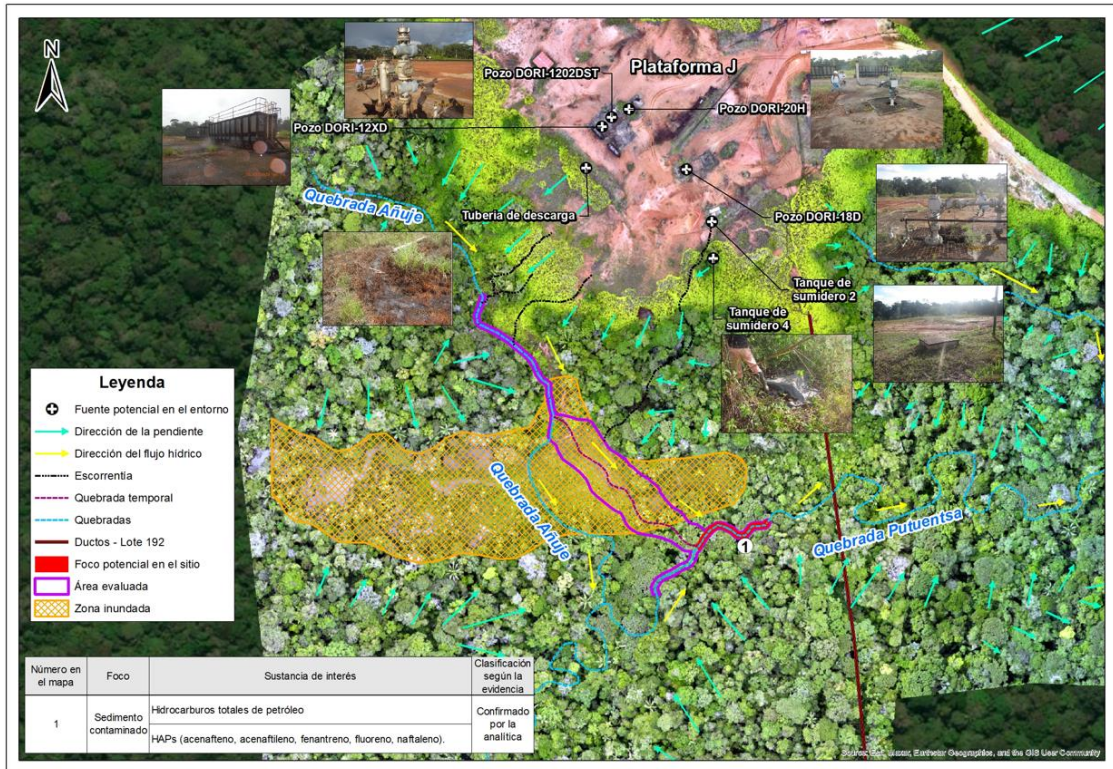 N
Plataforma J
Pozo DORI-1202DST
Pozo DORI-20H
Pozo DORI-12XD
Quebrada Añuje
Tubería de descarga
Pozo DORI-18D
Tanque de
sumidero 2
Tanque de
sumidero 4
Quebrada Añuje
Quebrada Putuentsa
1
Leyenda
Fuente potencial en el entorno
Dirección de la pendiente
Dirección del flujo hídrico
Escorrentía
Quebrada temporal
Quebradas
Ductos - Lote 192
Foco potencial en el sitio
Área evaluada
Zona inundada
Número en
el mapa
Foco
Sustancia de interés
Clasificación
según la
evidencia
1
Sedimento
contaminado
Hidrocarburos totales de petróleo
HAPs (acenafteno, acenaftileno, fenantreno, fluoreno, naftaleno).
Confirmado
por la
analítica
Earthstar Geographics, and the GIS User Community